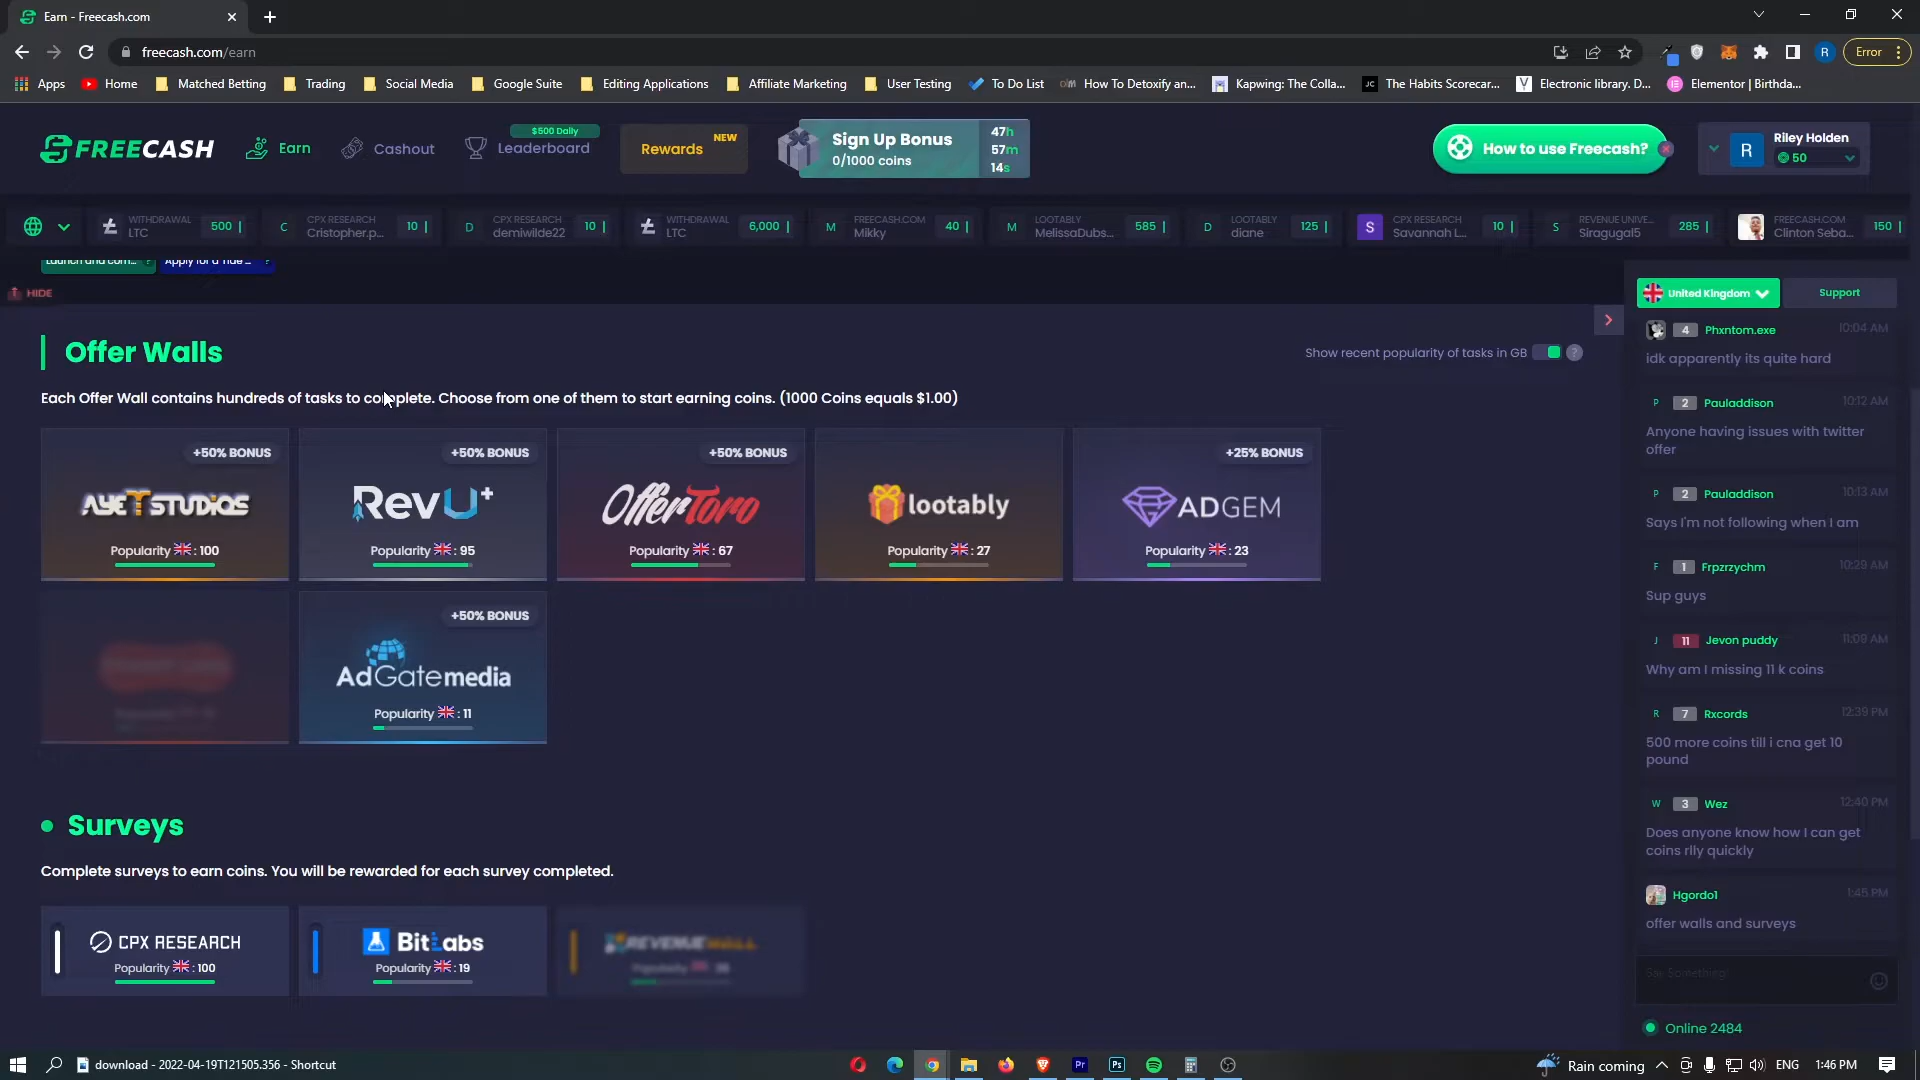 Earn - Freecash.com
freecash.com/earn
Error
Apps
Home
Matched Betting
Trading
Social Media
Google Suite
Editing Applications
Affiliate Marketing
User Testing
To Do List
How To Detoxify an...
Kapwing: The Colla...
The Habits Scorecar...
Electronic library. D...
Elementor | Birthda...
FREECASH
Earn
Cashout
$500 Daily
Leaderboard
Rewards
NEW
Sign Up Bonus
0/1000 coins
47h
57m
14s
How to use Freecash?
R
Riley Holden
50
WITHDRAWAL
LTC
500
C
CPX RESEARCH
Cristopher.p...
10
D
CPX RESEARCH
demiwilde22
10
WITHDRAWAL
LTC
6,000
M
FREECASH.COM
Mikky
40
M
LOOTABLY
MelissaDubs...
585
D
LOOTABLY
diane
125
S
CPX RESEARCH
Savannah L...
10
S
REVENUE UNIVE...
Siragugal5
285
FREECASH.COM
Clinton Seba...
150
Launch and com...
Apply for a Tide ...
HIDE
Offer Walls
Show recent popularity of tasks in GB
Each Offer Wall contains hundreds of tasks to complete. Choose from one of them to start earning coins. (1000 Coins equals $1.00)
+50% BONUS
AYET STUDIOS
Popularity : 100
+50% BONUS
RevU+
Popularity : 95
+50% BONUS
OfferToro
Popularity : 67
lootably
Popularity : 27
+25% BONUS
ADGEM
Popularity : 23
+50% BONUS
AdGatemedia
Popularity : 11
Surveys
Complete surveys to earn coins. You will be rewarded for each survey completed.
CPX RESEARCH
Popularity : 100
BitLabs
Popularity : 19
REVENUEWALL
United Kingdom
Support
4 Phxntom.exe 10:04 AM
idk apparently its quite hard
P 2 Pauladdison 10:12 AM
Anyone having issues with twitter
offer
P 2 Pauladdison 10:13 AM
Says I'm not following when I am
F 1 Frpzrzychm 10:29 AM
Sup guys
J 11 Jevon puddy 11:09 AM
Why am I missing 11 k coins
R 7 Rxcords 12:39 PM
500 more coins till i cna get 10
pound
W 3 Wez 12:40 PM
Does anyone know how I can get
coins rlly quickly
Hgordo1 1:45 PM
offer walls and surveys
Say Something!
Online 2484
download - 2022-04-19T121505.356 - Shortcut
Rain coming
ENG
1:46 PM